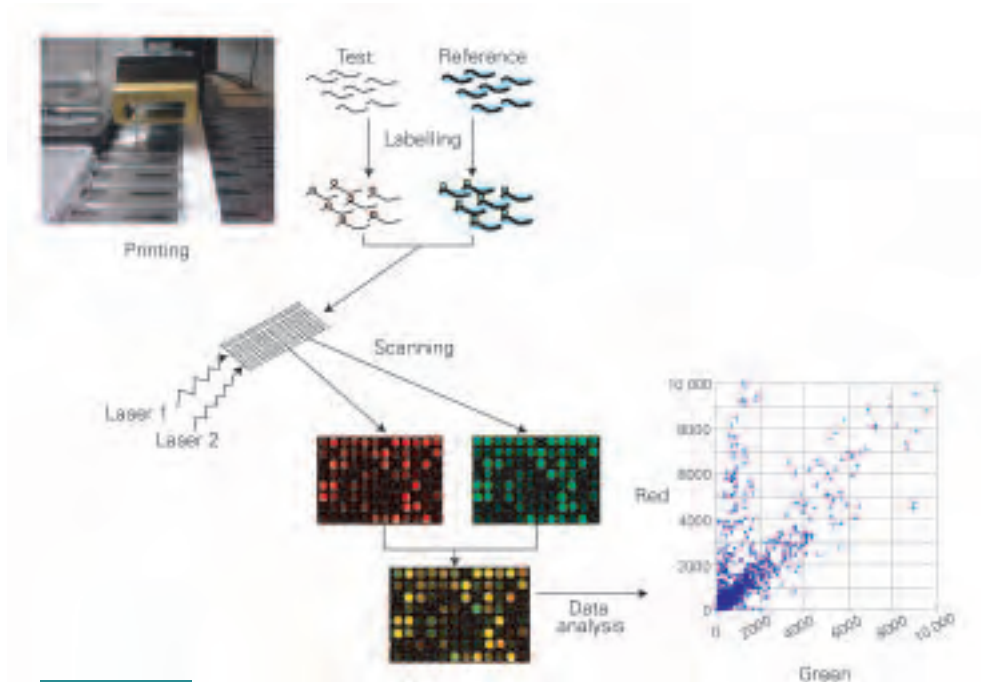 Test
Reference
Labelling
Printing
Scanning
Laser 1
Laser 2
Data
analysis
Red
10 000
8000
6000
4000
2000
0
0
2000
4000
6000
8000
10 000
Green